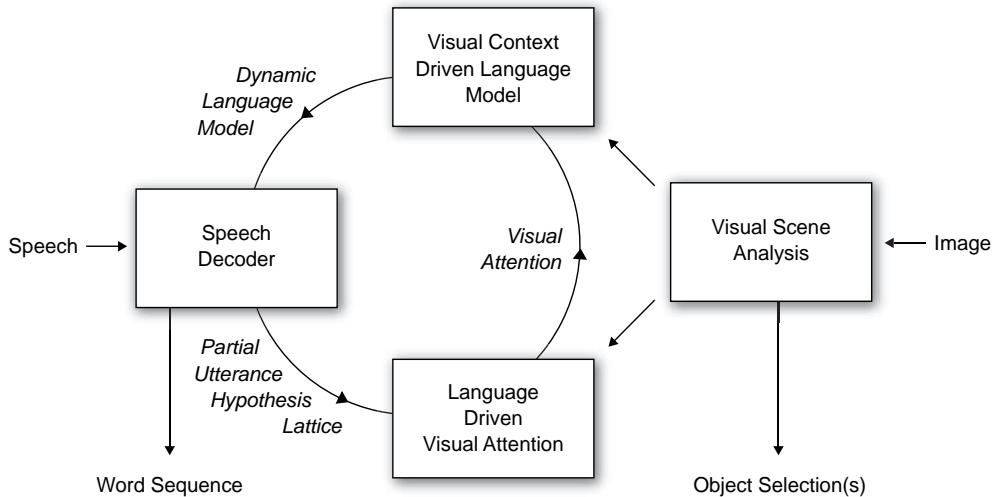 Visual Context
Driven Language
Model
Dynamic
Language
Model
Speech
Speech
Decoder
Visual
Attention
Visual Scene
Analysis
Image
Partial
Utterance
Hypothesis
Lattice
Language
Driven
Visual Attention
Word Sequence
Object Selection(s)